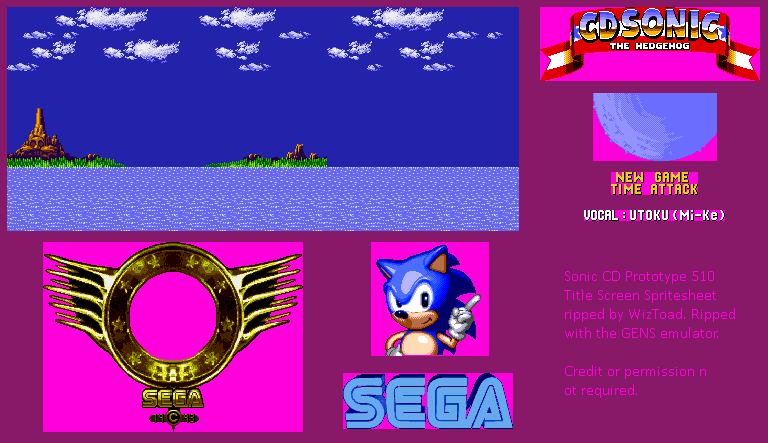 CDSONIC
THE HEDGEHOG
NEW GAME
TIME ATTACK
VOCAL:UTOKU(Mi-Ke)
SEGA
SEGA
Sonic CD Prototype 510
Title Screen Spritesheet
ripped by WizToad. Ripped
with the GENS emulator.
Credit or permission n
ot required.